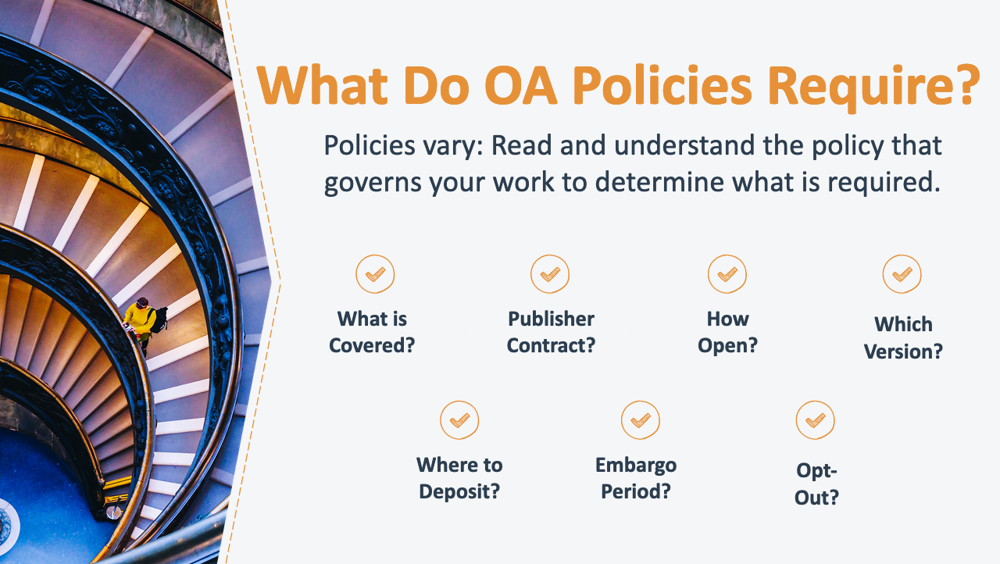 What Do OA Policies Require?
Policies vary: Read and understand the policy that
governs your work to determine what is required.
What is
Covered?
Publisher
Contract?
How
Open?
Which
Version?
Where to
Deposit?
Embargo
Period?
Opt-
Out?